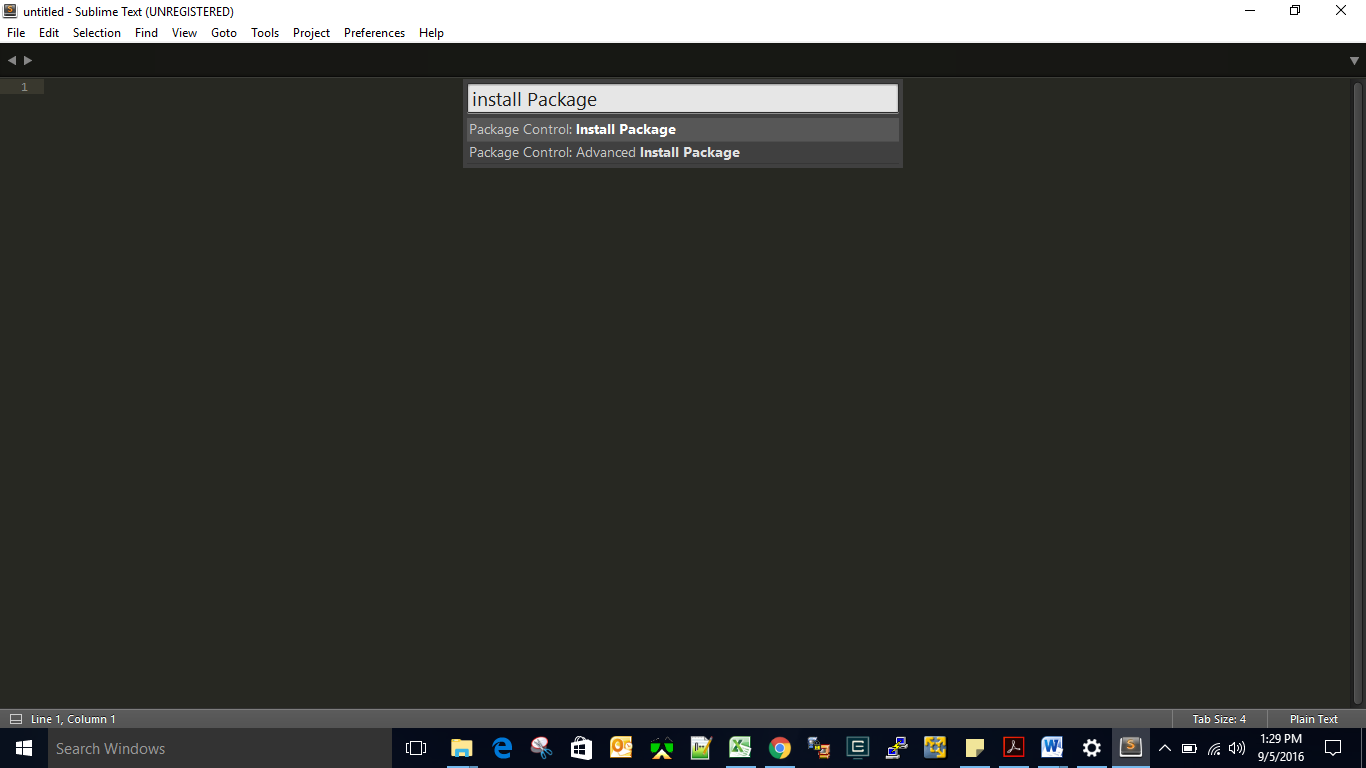 untitled - Sublime Text (UNREGISTERED)
File Edit Selection Find View Goto Tools Project Preferences Help
1
install Package
Package Control: Install Package
Package Control: Advanced Install Package
Line 1, Column 1
Tab Size: 4
Plain Text
Search Windows
1:29 PM
9/5/2016